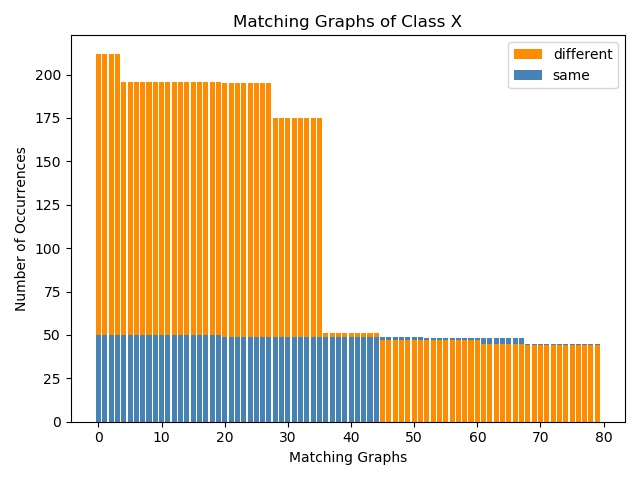 Matching Graphs of Class X
different
same
Number of Occurrences
200
175
150
125
100
75
50
25
0
0 10 20 30 40 50 60 70 80
Matching Graphs